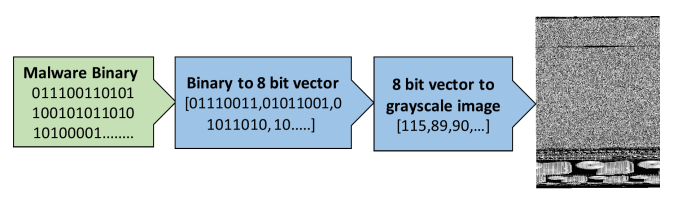 Malware Binary
011100110101
100101011010
10100001........
Binary to 8 bit vector
[01110011,01011001,0
1011010, 10.....]
8 bit vector to
grayscale image
[115,89,90,...]